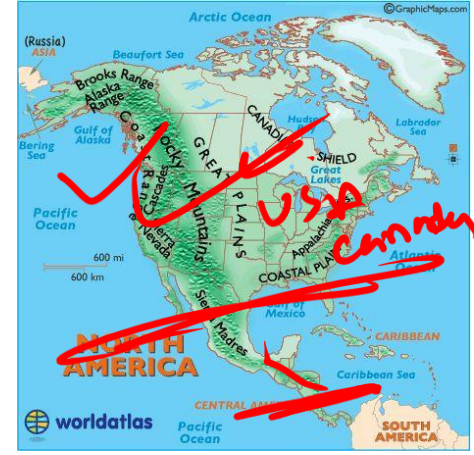 ©GraphicMaps.com
Arctic Ocean
(Russia)
ASIA
Beaufort Sea
Brooks Range
Alaska
Range
Bering
Sea
Gulf of
Alaska
Coast Ranges
Rocky Mountains
Cascades
Sierra
Nevada
GREAT PLAINS
CANADIAN SHIELD
Hudson
Bay
Labrador
Sea
Great
Lakes
USA
Canada
Pacific
Ocean
Appalachian
COASTAL PLAIN
Atlantic
Ocean
600 mi
600 km
Gulf of
Mexico
Sierra Madres
NORTH
AMERICA
CARIBBEAN
Caribbean Sea
CENTRAL AMERICA
worldatlas
Pacific
Ocean
SOUTH
AMERICA